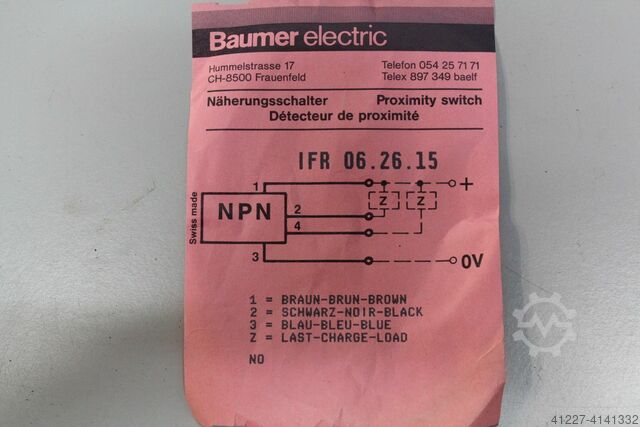 Baumer electric
Hummelstrasse 17 Telefon 054 25 71 71
CH-8500 Frauenfeld Telex 897 349 baelf
Näherungsschalter Proximity switch
Détecteur de proximité
IFR 06.26.15
1 +
Z Z
NPN 2
4
Swiss made
3 0V
1 = BRAUN-BRUN-BROWN
2 = SCHWARZ-NOIR-BLACK
3 = BLAU-BLEU-BLUE
Z = LAST-CHARGE-LOAD
NO
41227-4141332